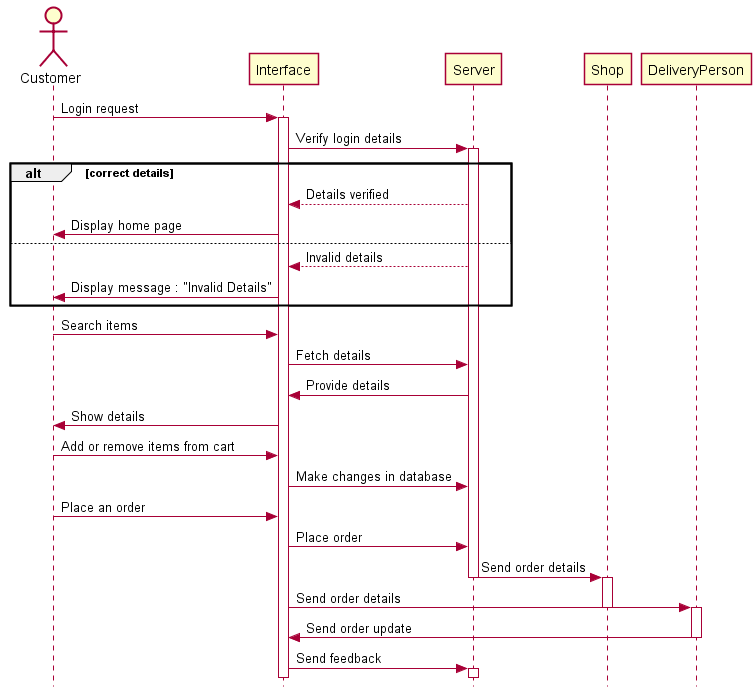 Customer
Interface
Server
Shop
DeliveryPerson
Login request
Verify login details
alt
[correct details]
Details verified
Display home page
Invalid details
Display message : "Invalid Details"
Search items
Fetch details
Provide details
Show details
Add or remove items from cart
Make changes in database
Place an order
Place order
Send order details
Send order details
Send order update
Send feedback